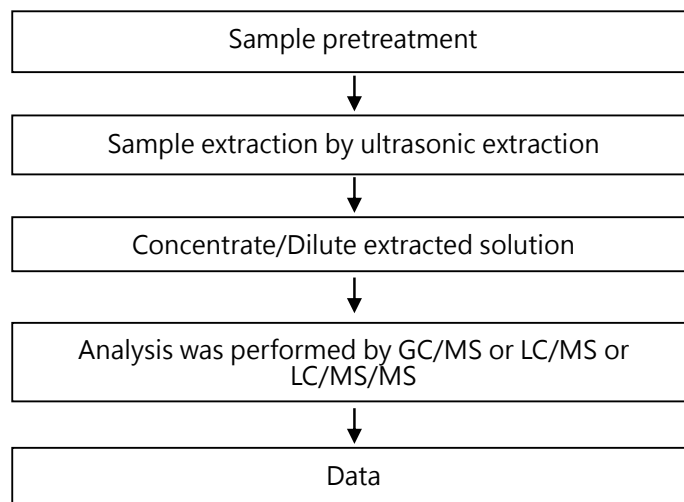 Sample pretreatment
Sample extraction by ultrasonic extraction
Concentrate/Dilute extracted solution
Analysis was performed by GC/MS or LC/MS or
LC/MS/MS
Data